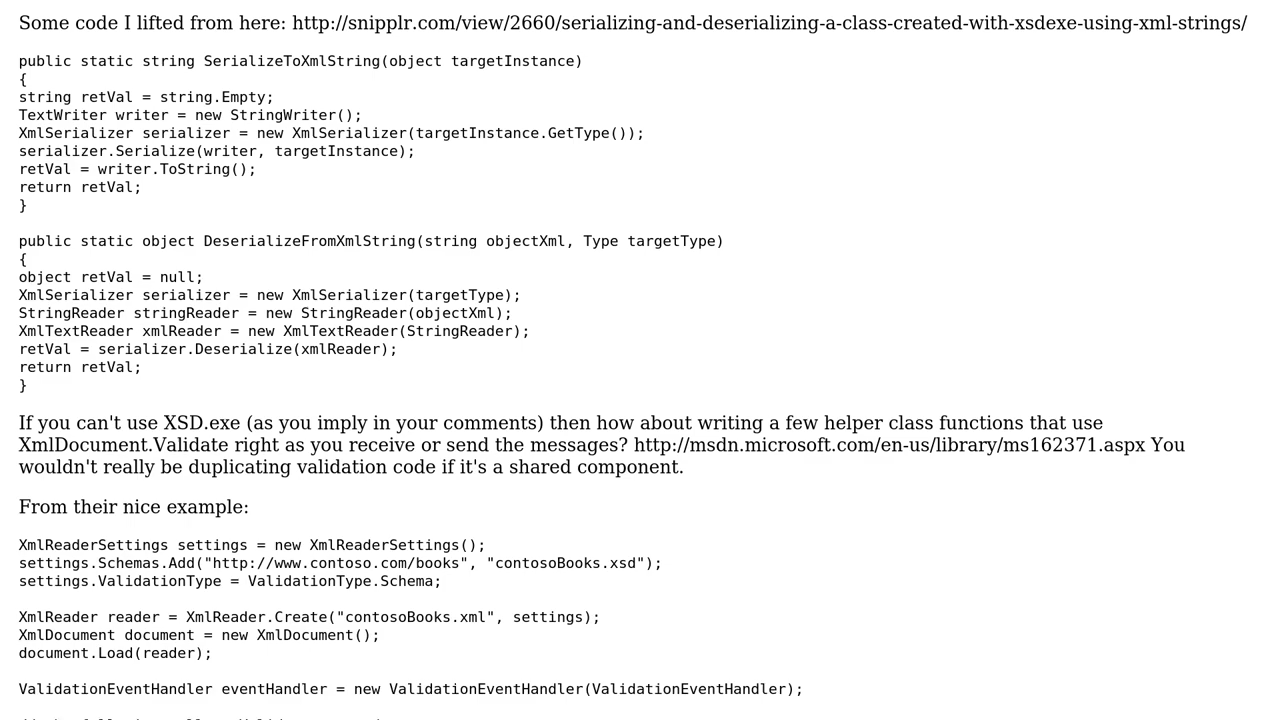 Some code I lifted from here: http://snipplr.com/view/2660/serializing-and-deserializing-a-class-created-with-xsdexe-using-xml-strings/
public static string SerializeToXmlString(object targetInstance)
{
string retVal = string.Empty;
TextWriter writer = new StringWriter();
XmlSerializer serializer = new XmlSerializer(targetInstance.GetType());
serializer.Serialize(writer, targetInstance);
retVal = writer.ToString();
return retVal;
}
public static object DeserializeFromXmlString(string objectXml, Type targetType)
{
object retVal = null;
XmlSerializer serializer = new XmlSerializer(targetType);
StringReader stringReader = new StringReader(objectXml);
XmlTextReader xmlReader = new XmlTextReader(StringReader);
retVal = serializer.Deserialize(xmlReader);
return retVal;
}
If you can't use XSD.exe (as you imply in your comments) then how about writing a few helper class functions that use
XmlDocument.Validate right as you receive or send the messages? http://msdn.microsoft.com/en-us/library/ms162371.aspx You
wouldn't really be duplicating validation code if it's a shared component.
From their nice example:
XmlReaderSettings settings = new XmlReaderSettings();
settings.Schemas.Add("http://www.contoso.com/books", "contosoBooks.xsd");
settings.ValidationType = ValidationType.Schema;
XmlReader reader = XmlReader.Create("contosoBooks.xml", settings);
XmlDocument document = new XmlDocument();
document.Load(reader);
ValidationEventHandler eventHandler = new ValidationEventHandler(ValidationEventHandler);